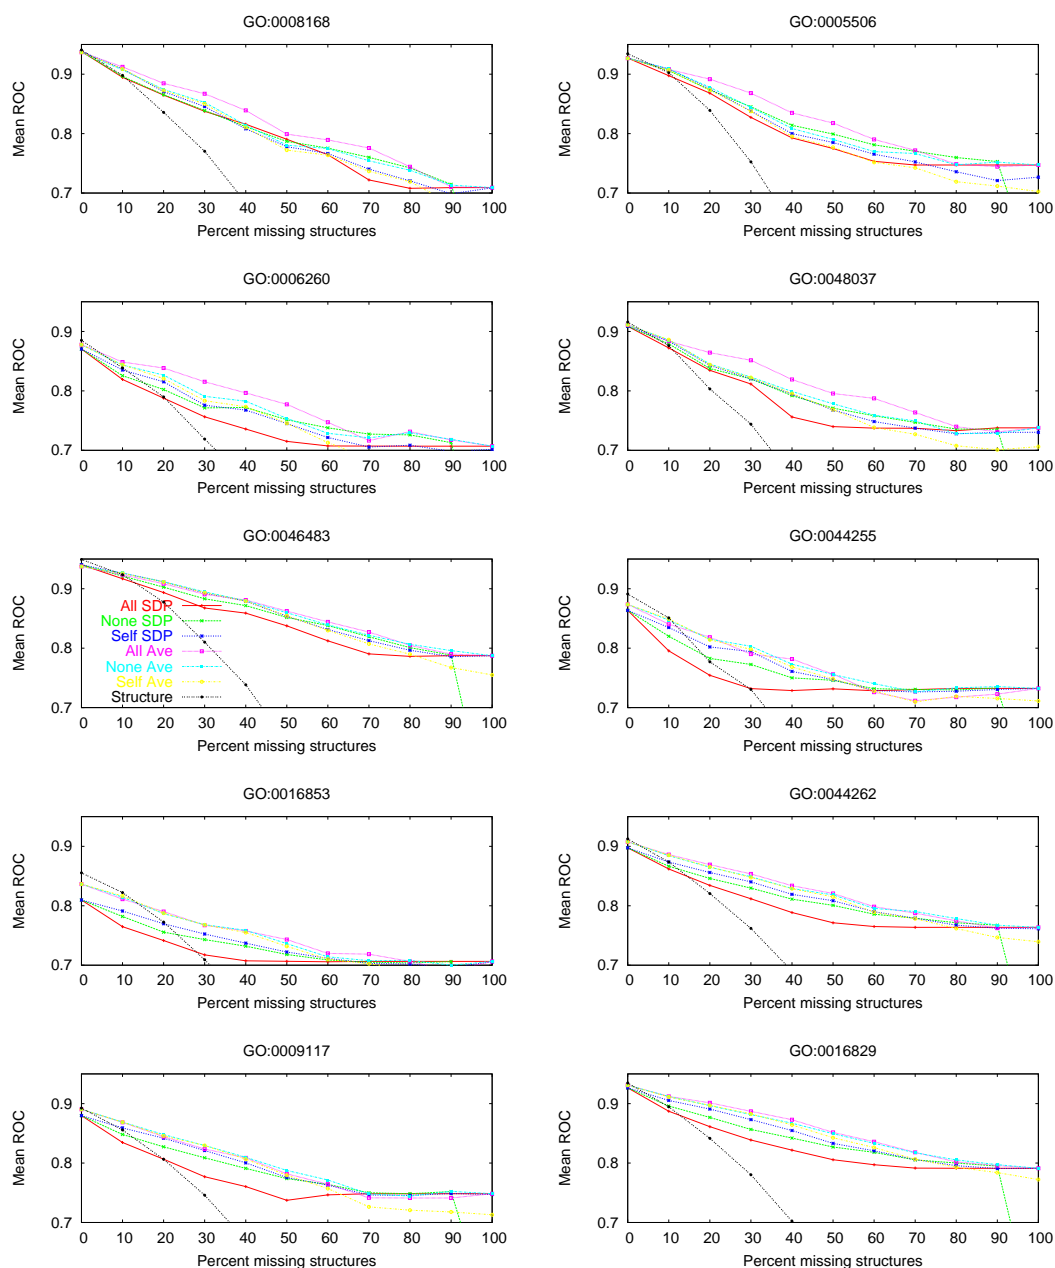 GO:0008168
Mean ROC
0.9
0.8
0.7
0 10 20 30 40 50 60 70 80 90 100
Percent missing structures
GO:0005506
Mean ROC
0.9
0.8
0.7
0 10 20 30 40 50 60 70 80 90 100
Percent missing structures
GO:0006260
Mean ROC
0.9
0.8
0.7
0 10 20 30 40 50 60 70 80 90 100
Percent missing structures
GO:0048037
Mean ROC
0.9
0.8
0.7
0 10 20 30 40 50 60 70 80 90 100
Percent missing structures
GO:0046483
Mean ROC
0.9
0.8
0.7
All SDP
None SDP
Self SDP
All Ave
None Ave
Self Ave
Structure
0 10 20 30 40 50 60 70 80 90 100
Percent missing structures
GO:0044255
Mean ROC
0.9
0.8
0.7
0 10 20 30 40 50 60 70 80 90 100
Percent missing structures
GO:0016853
Mean ROC
0.9
0.8
0.7
0 10 20 30 40 50 60 70 80 90 100
Percent missing structures
GO:0044262
Mean ROC
0.9
0.8
0.7
0 10 20 30 40 50 60 70 80 90 100
Percent missing structures
GO:0009117
Mean ROC
0.9
0.8
0.7
0 10 20 30 40 50 60 70 80 90 100
Percent missing structures
GO:0016829
Mean ROC
0.9
0.8
0.7
0 10 20 30 40 50 60 70 80 90 100
Percent missing structures